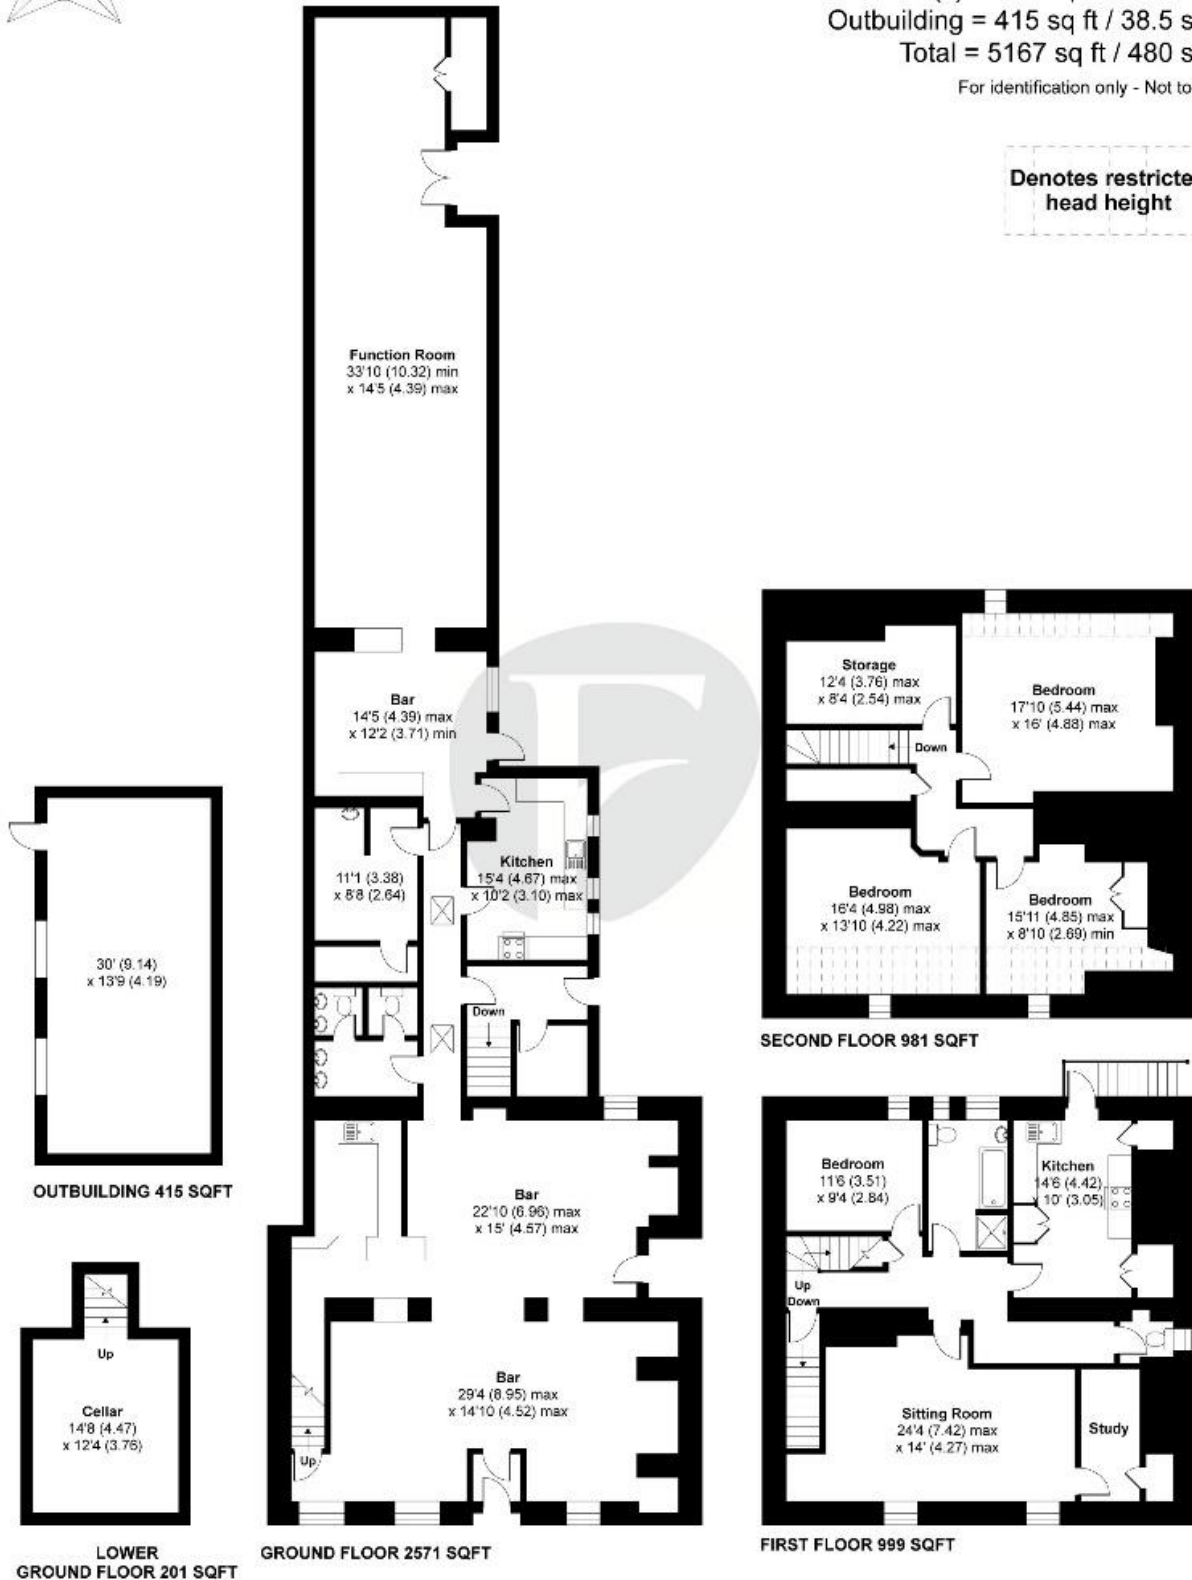 Outbuilding = 415 sq ft / 38.5 s
Total = 5167 sq ft / 480 s
For identification only - Not to
Denotes restricte
head height
Function Room
33'10 (10.32) min
x 14'5 (4.39) max
Bar
14'5 (4.39) max
x 12'2 (3.71) min
Kitchen
15'4 (4.67) max
x 10'2 (3.10) max
11'1 (3.38)
x 8'8 (2.64)
Down
30' (9.14)
x 13'9 (4.19)
OUTBUILDING 415 SQFT
Bar
22'10 (6.96) max
x 15' (4.57) max
Bar
29'4 (8.95) max
x 14'10 (4.52) max
Up
GROUND FLOOR 2571 SQFT
Up
Cellar
14'8 (4.47)
x 12'4 (3.76)
LOWER
GROUND FLOOR 201 SQFT
Storage
12'4 (3.76) max
x 8'4 (2.54) max
Down
Bedroom
17'10 (5.44) max
x 16' (4.88) max
Bedroom
16'4 (4.98) max
x 13'10 (4.22) max
Bedroom
15'11 (4.85) max
x 8'10 (2.69) min
SECOND FLOOR 981 SQFT
Bedroom
11'6 (3.51)
x 9'4 (2.84)
Kitchen
14'6 (4.42)
10' (3.05)
Up
Down
Sitting Room
24'4 (7.42) max
x 14' (4.27) max
Study
FIRST FLOOR 999 SQFT